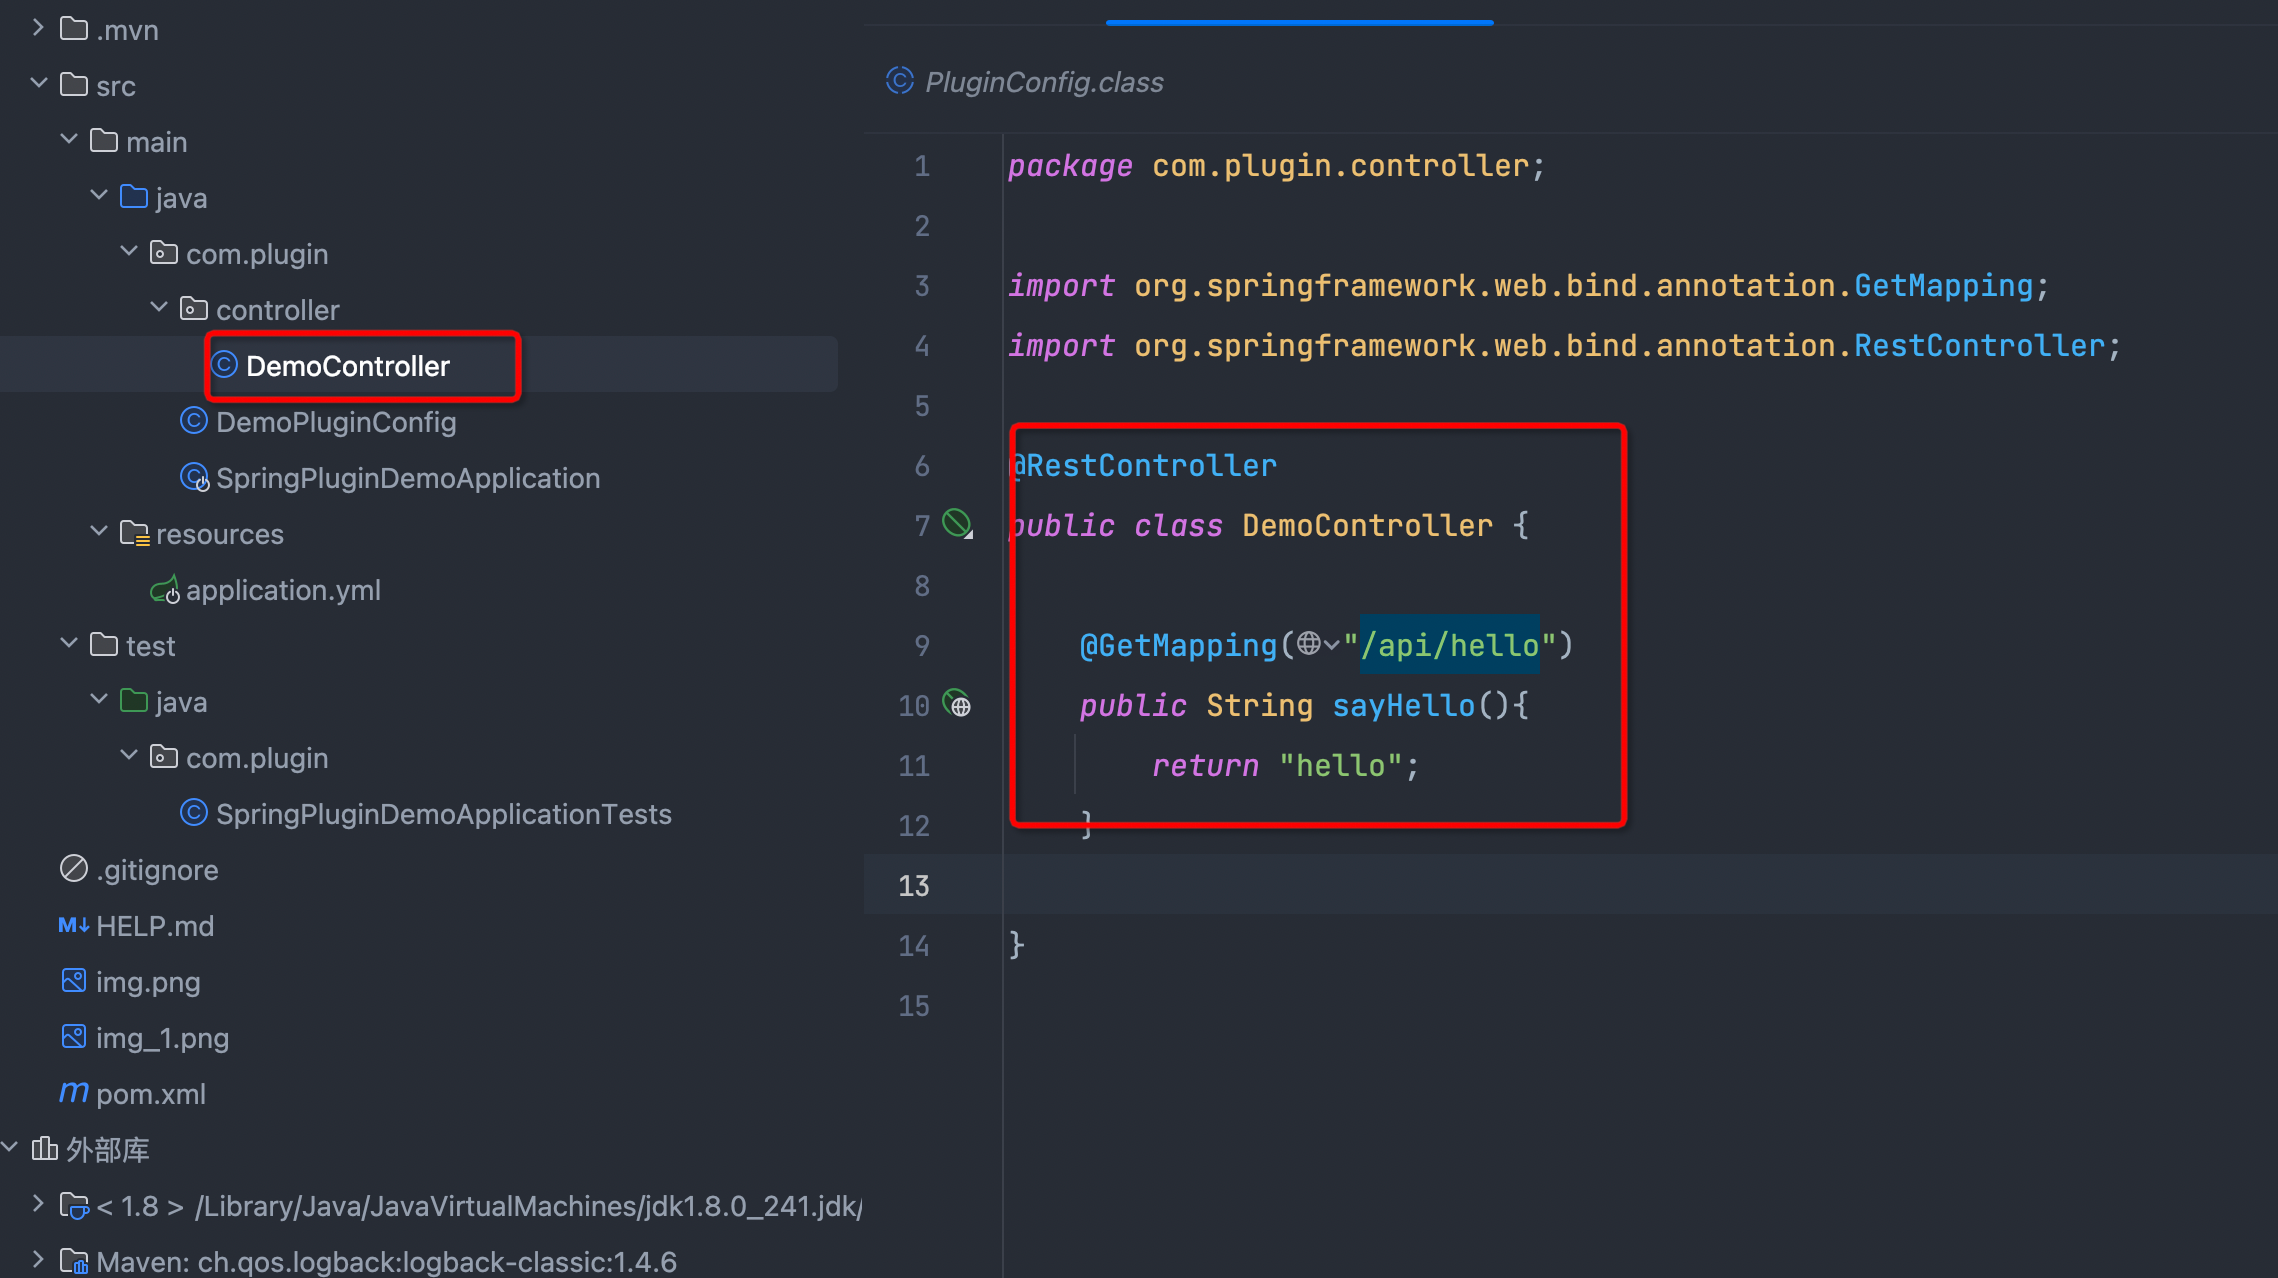 .mvn
src
main
java
com.plugin
controller
DemoController
DemoPluginConfig
SpringPluginDemoApplication
resources
application.yml
test
java
com.plugin
SpringPluginDemoApplicationTests
.gitignore
M↓ HELP.md
img.png
img_1.png
m pom.xml
外部库
< 1.8 > /Library/Java/JavaVirtualMachines/jdk1.8.0_241.jdk/
Maven: ch.qos.logback:logback-classic:1.4.6
PluginConfig.class
1 package com.plugin.controller;
2
3 import org.springframework.web.bind.annotation.GetMapping;
4 import org.springframework.web.bind.annotation.RestController;
5
6 @RestController
7 public class DemoController {
8
9 @GetMapping("/api/hello")
10 public String sayHello(){
11 return "hello";
12 }
13
14 }
15